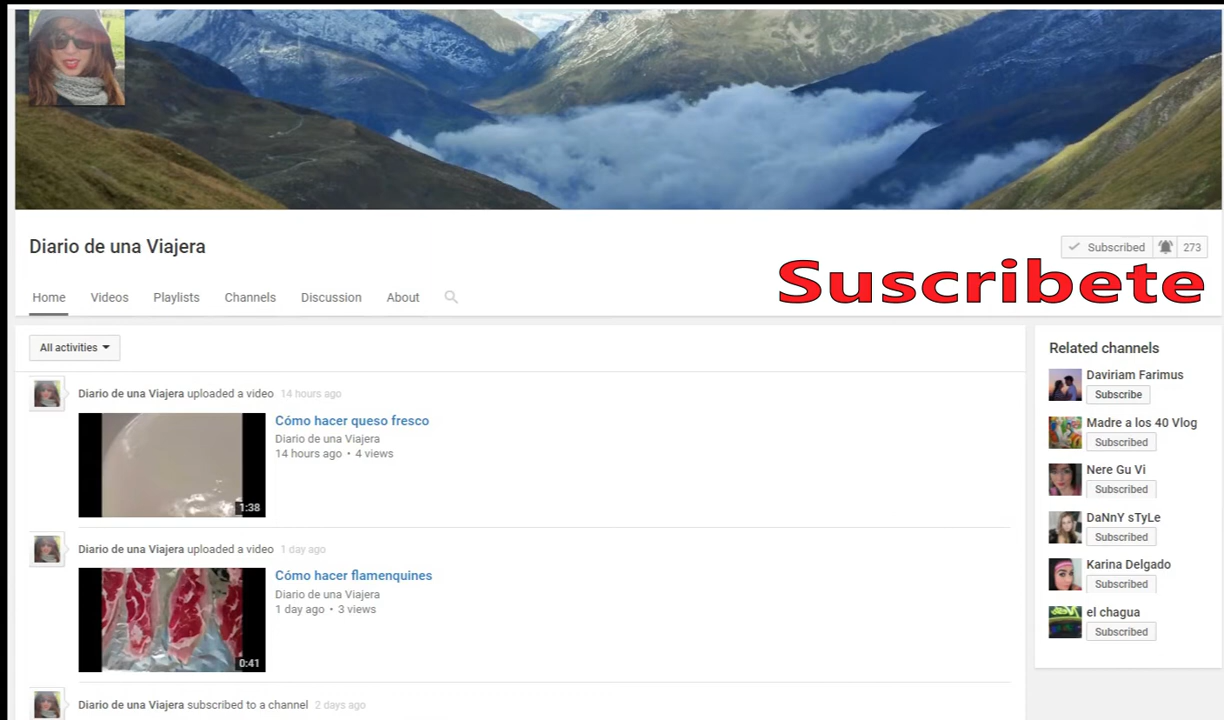 Diario de una Viajera
Subscribed 273
Suscribete
Home Videos Playlists Channels Discussion About
All activities
Diario de una Viajera uploaded a video 14 hours ago
Cómo hacer queso fresco
Diario de una Viajera
14 hours ago • 4 views
1:38
Diario de una Viajera uploaded a video 1 day ago
Cómo hacer flamenquines
Diario de una Viajera
1 day ago • 3 views
0:41
Diario de una Viajera subscribed to a channel 2 days ago
Related channels
Daviriam Farimus
Subscribe
Madre a los 40 Vlog
Subscribed
Nere Gu Vi
Subscribed
DaNnY sTyLe
Subscribed
Karina Delgado
Subscribed
el chagua
Subscribed